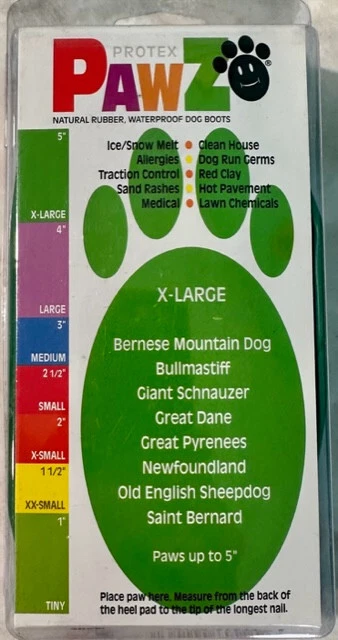 PROTEX
PAWZ®
NATURAL RUBBER, WATERPROOF DOG BOOTS
Ice/Snow Melt Clean House
Allergies Dog Run Germs
Traction Control Red Clay
Sand Rashes Hot Pavement
Medical Lawn Chemicals
5"
X-LARGE
4"
LARGE
3"
MEDIUM
2 1/2"
SMALL
2"
X-SMALL
1 1/2"
XX-SMALL
1"
TINY
X-LARGE
Bernese Mountain Dog
Bullmastiff
Giant Schnauzer
Great Dane
Great Pyrenees
Newfoundland
Old English Sheepdog
Saint Bernard
Paws up to 5"
Place paw here. Measure from the back of
the heel pad to the tip of the longest nail.